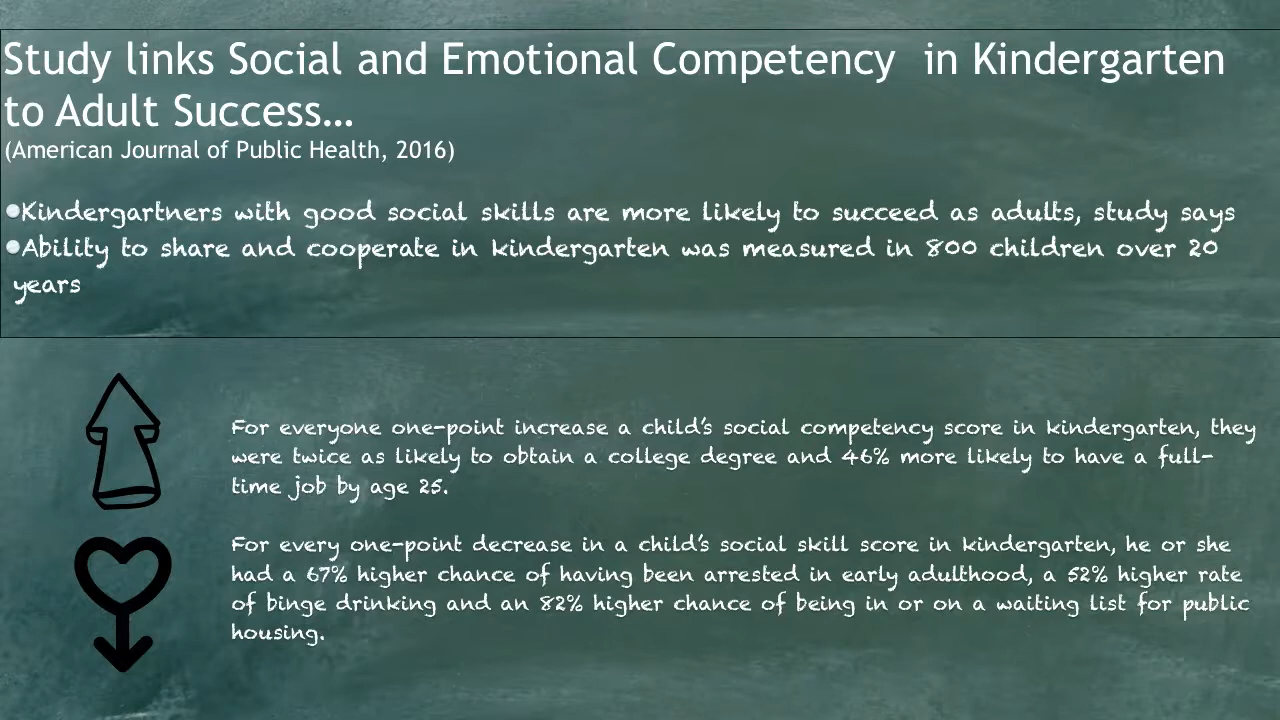 Study links Social and Emotional Competency  in Kindergarten
to Adult Success…
(American Journal of Public Health, 2016)
•Kindergartners with good social skills are more likely to succeed as adults, study says
•Ability to share and cooperate in kindergarten was measured in 800 children over 20
years
For everyone one-point increase a child's social competency score in kindergarten, they
were twice as likely to obtain a college degree and 46% more likely to have a full-
time job by age 25.
For every one-point decrease in a child's social skill score in kindergarten, he or she
had a 67% higher chance of having been arrested in early adulthood, a 52% higher rate
of binge drinking and an 82% higher chance of being in or on a waiting list for public
housing.